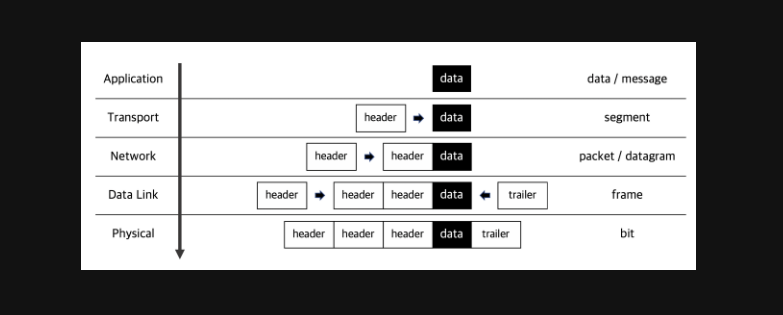 Application data data / message
Transport header data segment
Network header header data packet / datagram
Data Link header header header data trailer frame
Physical header header header data trailer bit